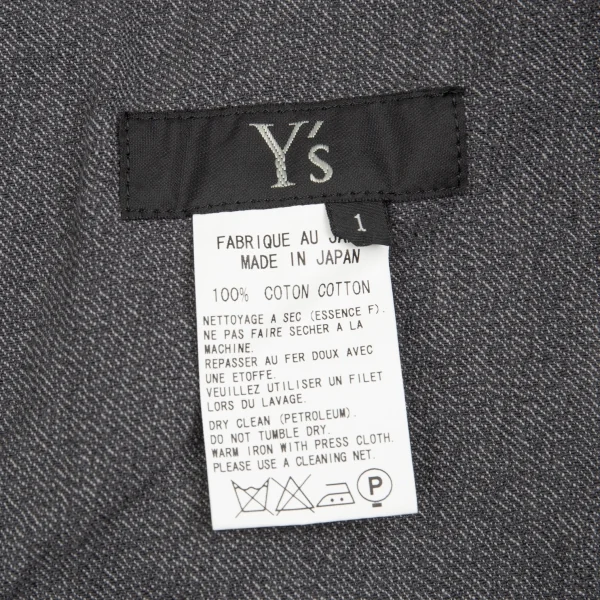 Y's
1
FABRIQUE AU JA
MADE IN JAPAN
100% COTON COTTON
NETTOYAGE A SEC (ESSENCE F).
NE PAS FAIRE SECHER A LA
MACHINE.
REPASSER AU FER DOUX AVEC
UNE ETOFFE.
VEUILLEZ UTILISER UN FILET
LORS DU LAVAGE.
DRY CLEAN (PETROLEUM).
DO NOT TUMBLE DRY.
WARM IRON WITH PRESS CLOTH.
PLEASE USE A CLEANING NET.
P